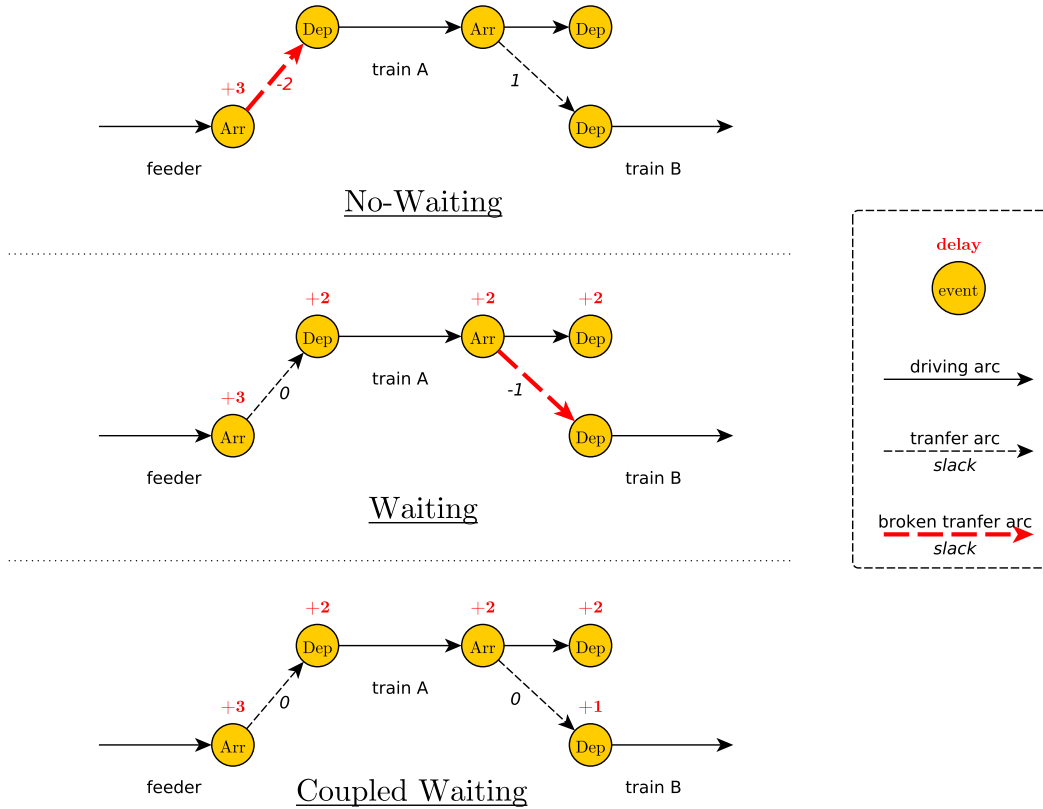 Dep
Arr
Dep
+3
-2
train A
1
Arr
Dep
feeder
train B
No-Waiting
+2
+2
+2
Dep
Arr
Dep
+3
0
train A
-1
Arr
Dep
feeder
train B
Waiting
+2
+2
+2
Dep
Arr
Dep
+3
0
train A
0
+1
Arr
Dep
feeder
train B
Coupled Waiting
delay
event
driving arc
tranfer arc
slack
broken tranfer arc
slack